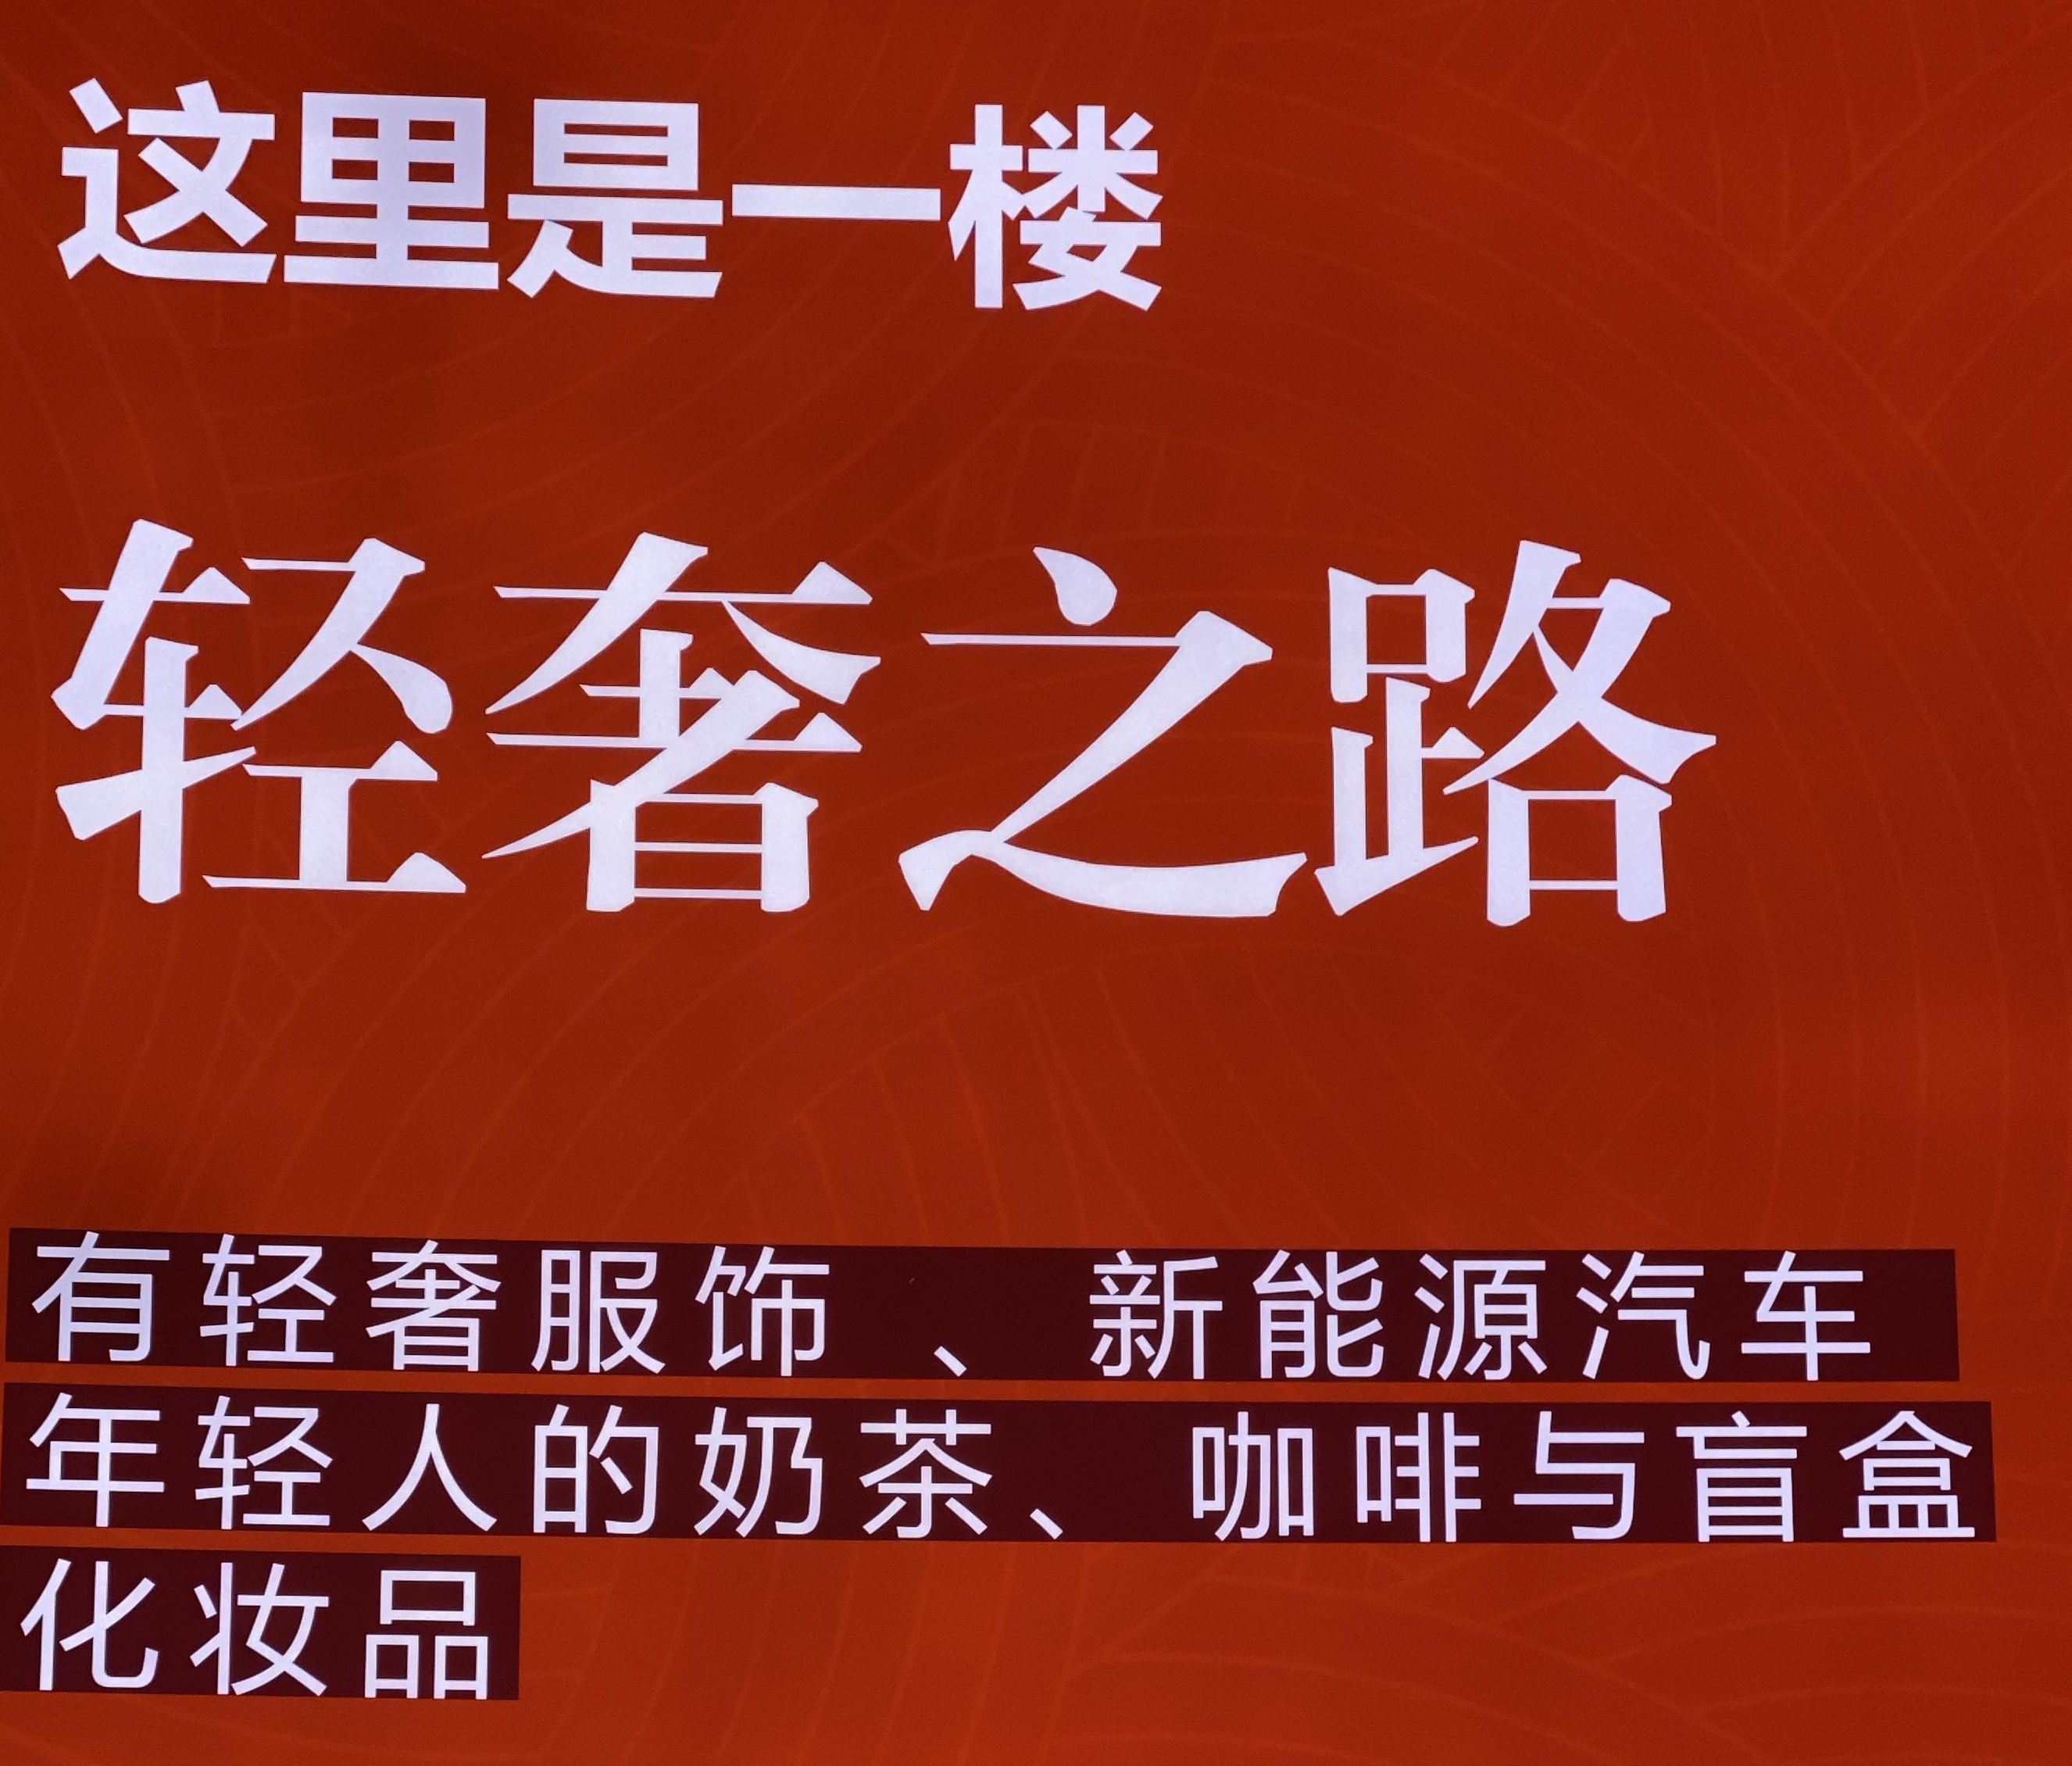 这里是一楼
轻奢之路
有轻奢服饰 、新能源汽车
年轻人的奶茶、咖啡与盲盒
化妆品